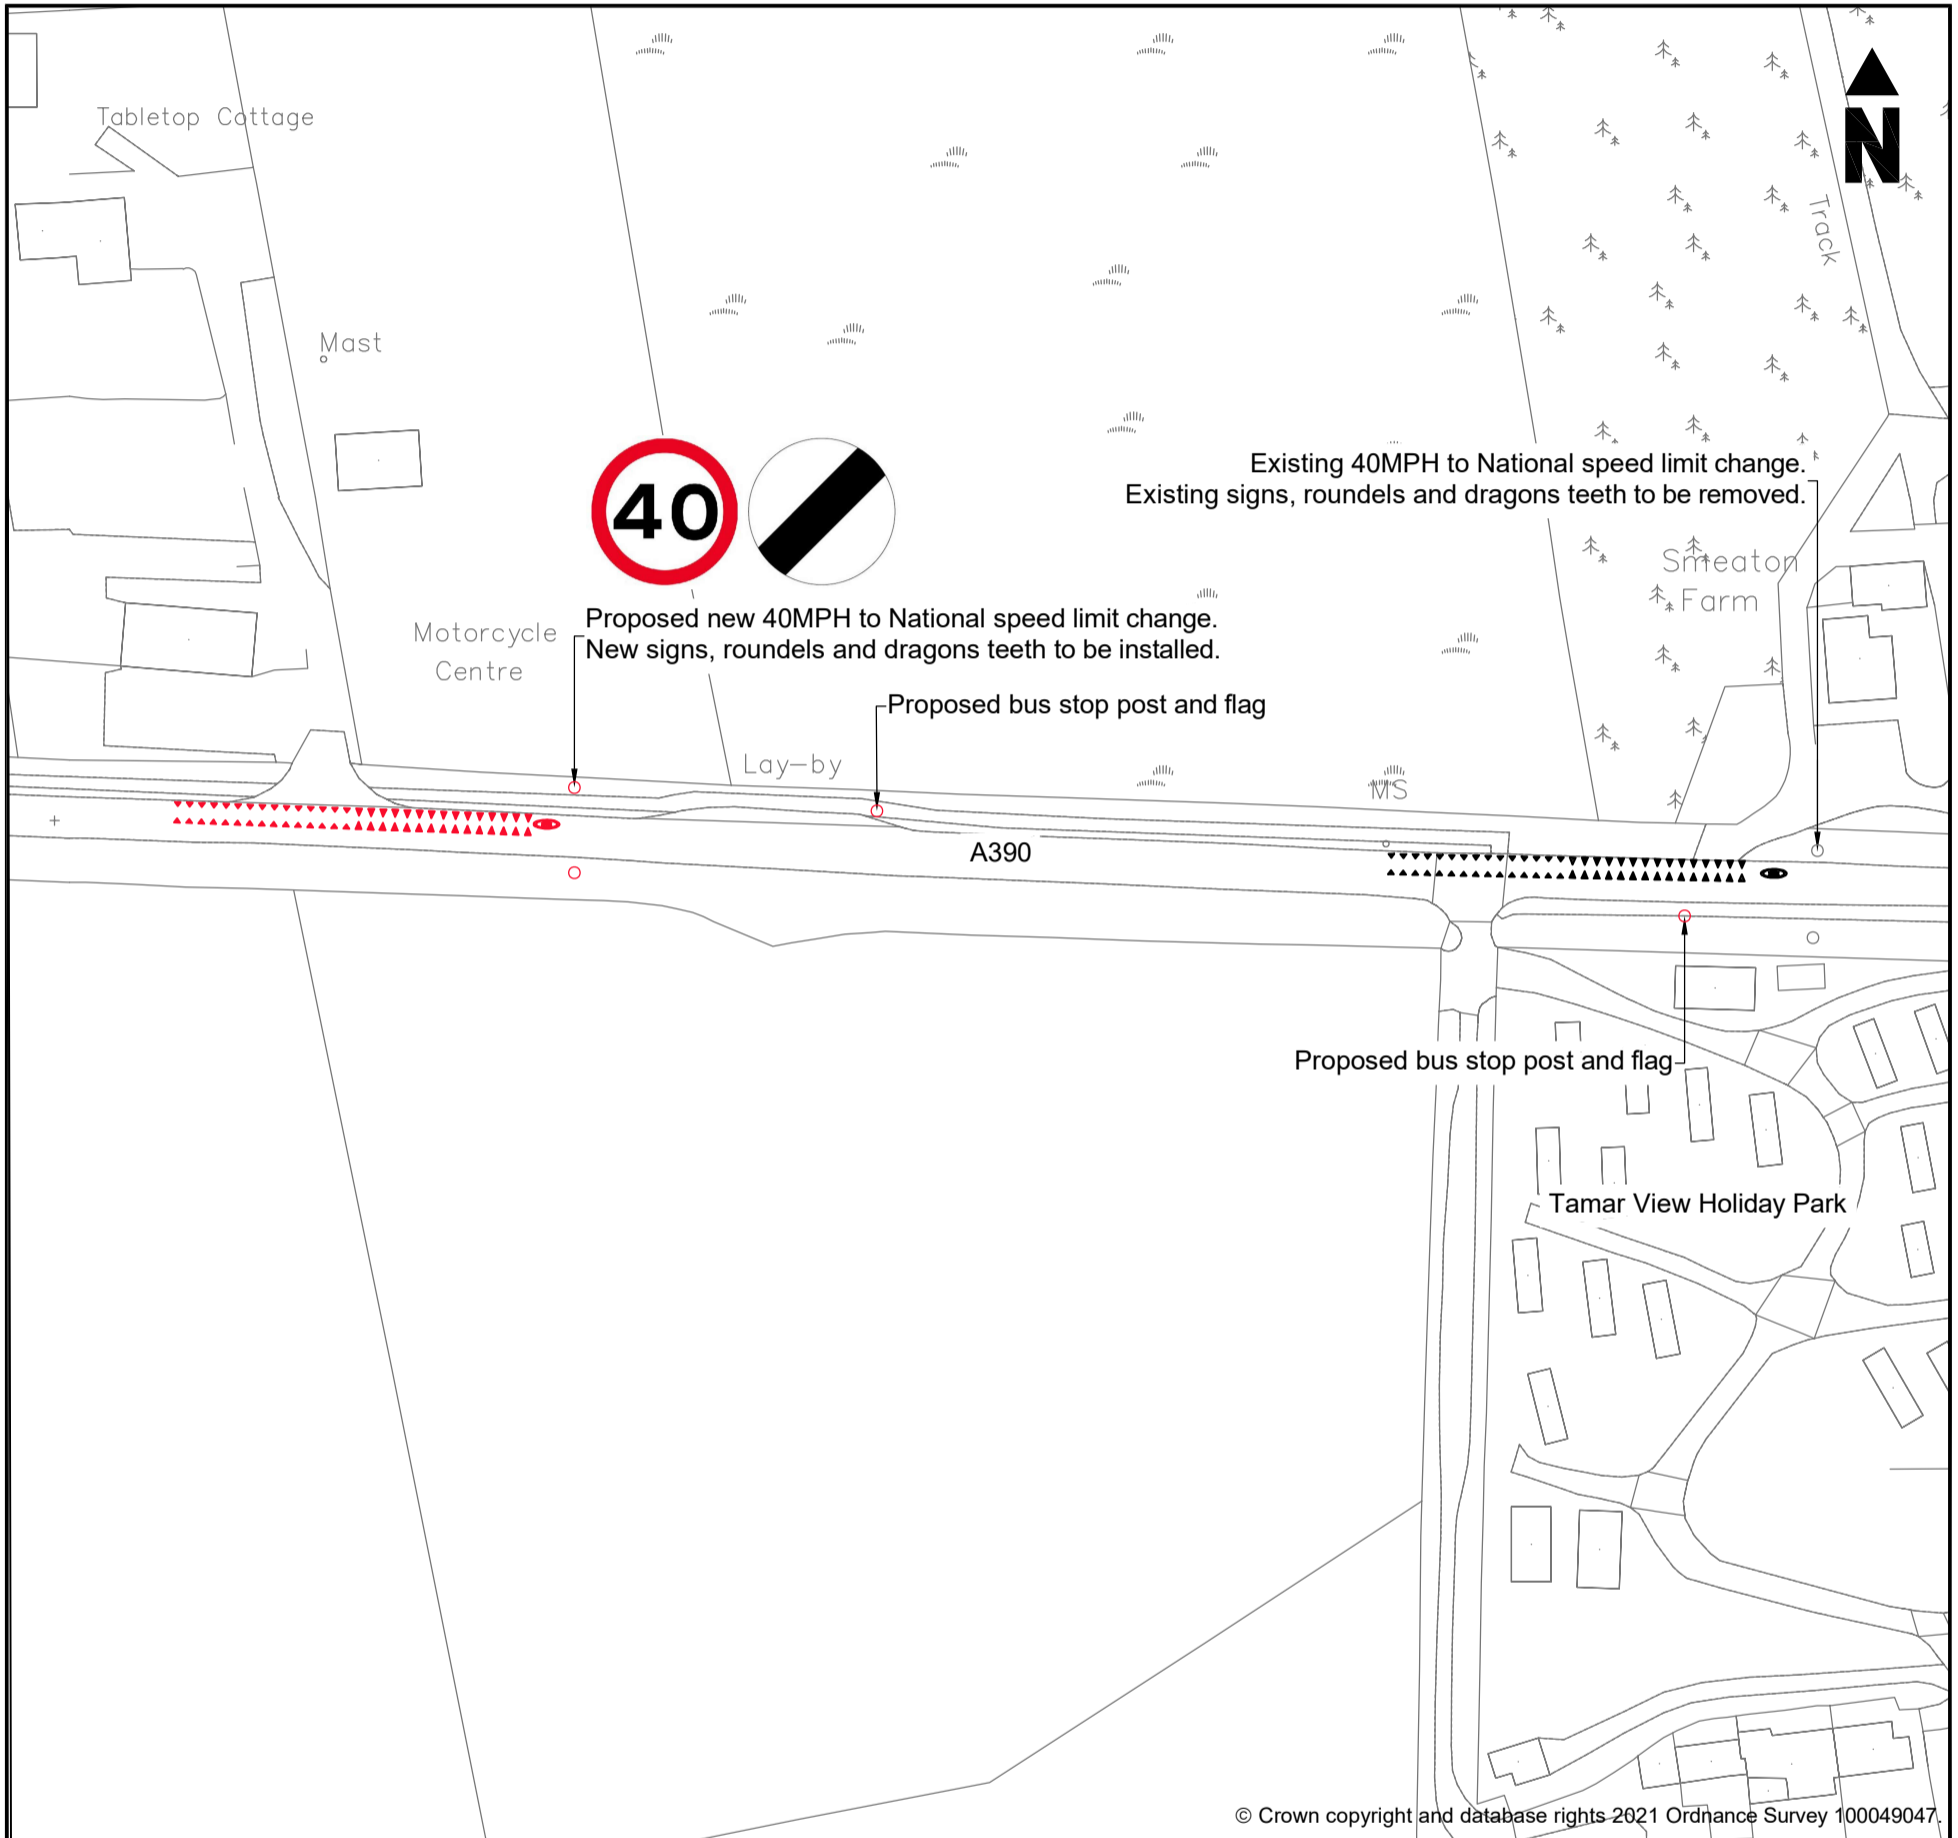 Tabletop Cottage
N
Track
Mast
40
Existing 40MPH to National speed limit change.
Existing signs, roundels and dragons teeth to be removed.
Smeaton
Farm
Proposed new 40MPH to National speed limit change.
New signs, roundels and dragons teeth to be installed.
Motorcycle
Centre
Proposed bus stop post and flag
Lay-by
MS
A390
Proposed bus stop post and flag
Tamar View Holiday Park
© Crown copyright and database rights 2021 Ordnance Survey 100049047.